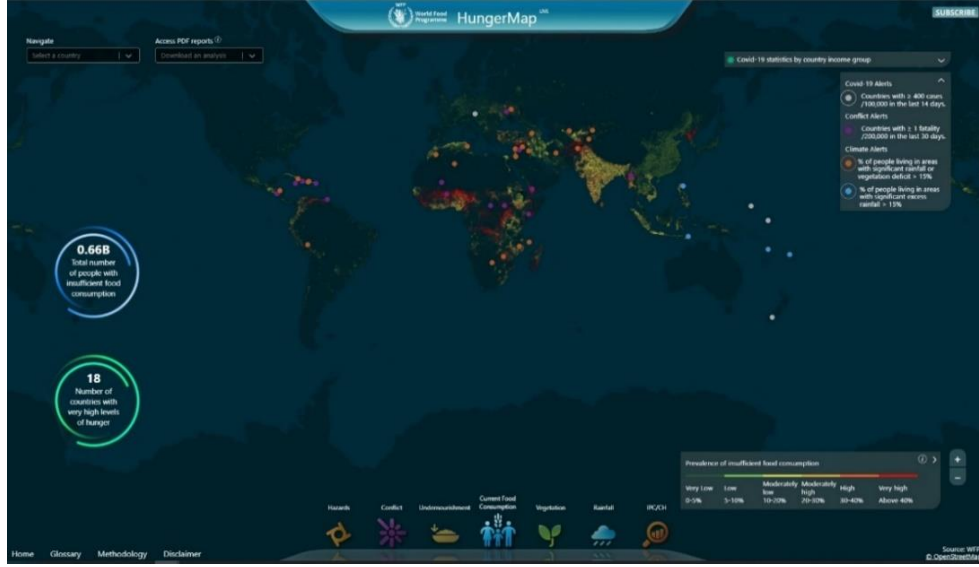 WFP
World Food
Programme
HungerMap LIVE
SUBSCRIBE
Navigate
Select a country
Access PDF reports
Download an analysis
Covid-19 statistics by country income group
Covid-19 Alerts
Countries with ≥ 400 cases
/100,000 in the last 14 days.
Conflict Alerts
Countries with ≥ 1 fatality
/200,000 in the last 30 days.
Climate Alerts
% of people living in areas
with significant rainfall or
vegetation deficit > 15%
% of people living in areas
with significant excess
rainfall > 15%
0.66B
Total number
of people with
insufficient food
consumption
18
Number of
countries with
very high levels
of hunger
Prevalence of insufficient food consumption
Very Low
Low
Moderately
low
Moderately
high
High
Very high
0-5%
5-10%
10-20%
20-30%
30-40%
Above 40%
Hazards
Conflict
Undernourishment
Current Food
Consumption
Vegetation
Rainfall
IPC/CH
Home
Glossary
Methodology
Disclaimer
Source: WFP
© OpenStreetMap